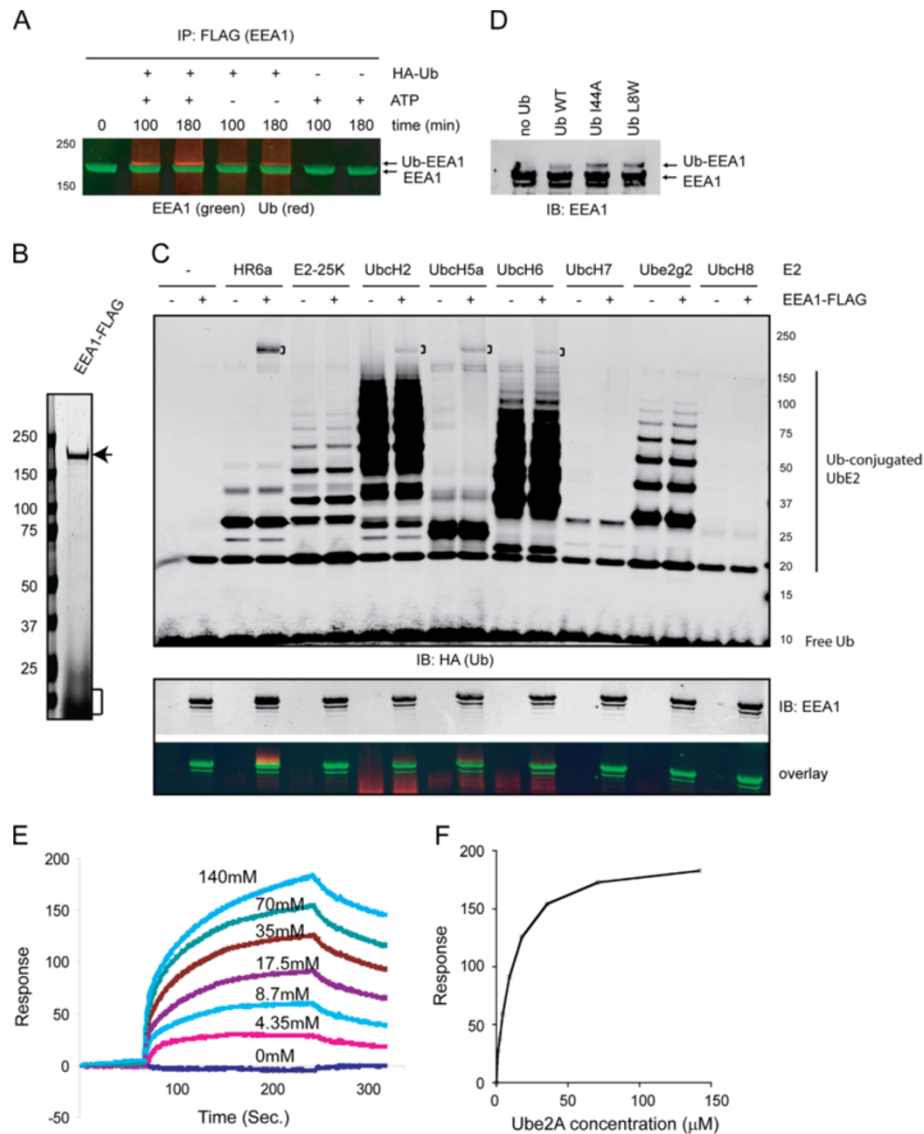 A
IP: FLAG (EEA1)
+ + + + - - HA-Ub
+ + - - + + ATP
0 100 180 100 180 100 180 time (min)
250
150
Ub-EEA1
EEA1
EEA1 (green) Ub (red)
D
no Ub
Ub WT
Ub I44A
Ub L8W
Ub-EEA1
EEA1
IB: EEA1
B
EEA1-FLAG
250
150
100
75
50
37
25
C
- HR6a E2-25K UbcH2 UbcH5a UbcH6 UbcH7 Ube2g2 UbcH8 E2
- + - + - + - + - + - + - + - + - + EEA1-FLAG
250
150
100
75
50
37
25
20
15
10
Ub-conjugated
UbE2
Free Ub
IB: HA (Ub)
IB: EEA1
overlay
E
200
150
100
50
0
-50
Response
140mM
70mM
35mM
17.5mM
8.7mM
4.35mM
0mM
100 200 300
Time (Sec.)
F
200
150
100
50
0
Response
0 50 100 150
Ube2A concentration (μM)